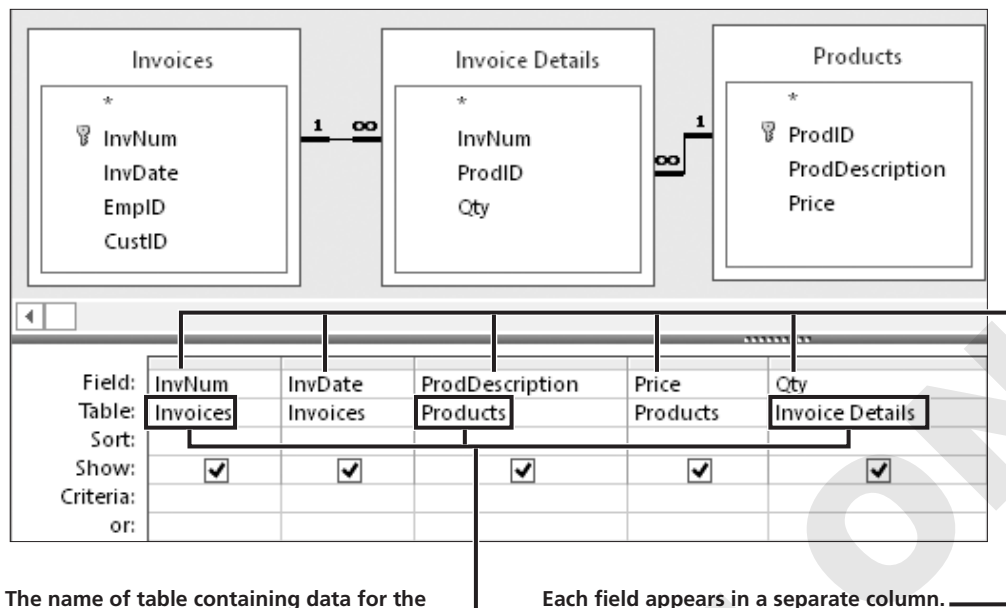 Invoices
*
InvNum
InvDate
EmpID
CustID
1 ∞
Invoice Details
*
InvNum
ProdID
Qty
∞ 1
Products
*
ProdID
ProdDescription
Price
Field: InvNum InvDate ProdDescription Price Qty
Table: Invoices Invoices Products Products Invoice Details
Sort:
Show:
Criteria:
or:
The name of table containing data for the
Each field appears in a separate column.